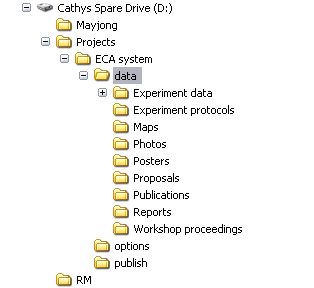 Cathys Spare Drive (D:)
Mayjong
Projects
ECA system
data
Experiment data
Experiment protocols
Maps
Photos
Posters
Proposals
Publications
Reports
Workshop proceedings
options
publish
RM